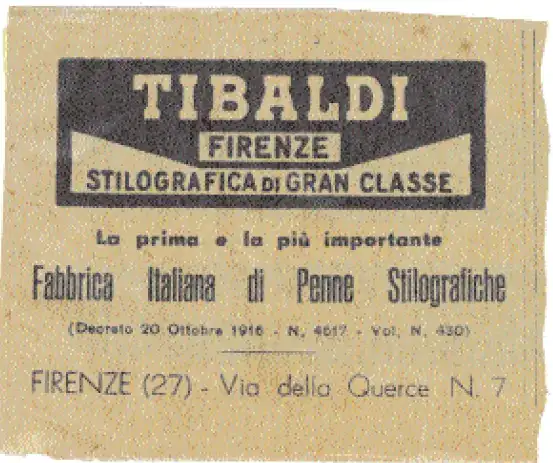 TIBALDI
FIRENZE
STILOGRAFICA DI GRAN CLASSE
La prima e la più importante
Fabbrica Italiana di Penne Stilografiche
(Decreto 20 Ottobre 1916 - N. 4617 - Vol. N. 430)
FIRENZE (27) - Via della Querce N. 7